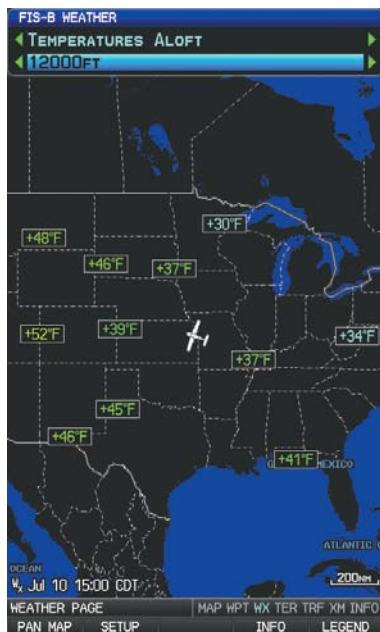 FIS-B WEATHER
TEMPERATURES ALOFT
12000FT
+30°F
+48°F
+46°F
+37°F
+52°F
+39°F
+34°F
+37°F
+45°F
+46°F
+41°F
MEXICO
ATLANTIC
OCEAN
Wx Jul 10 15:00 CDT
200NM
WEATHER PAGE
MAP WPT WX TER TRF XM INFO
PAN MAP SETUP INFO LEGEND